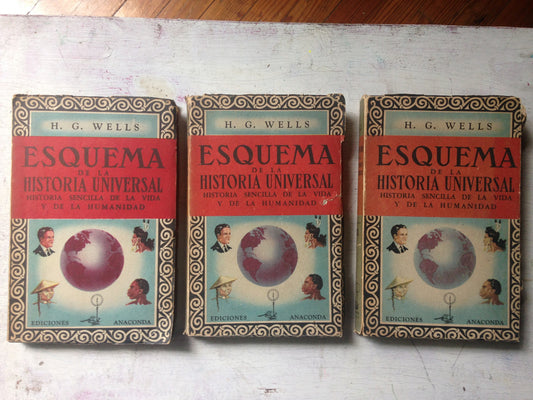 H. G. WELLS
ESQUEMA
DE LA
HISTORIA UNIVERSAL
HISTORIA SENCILLA DE LA VIDA
Y DE LA HUMANIDAD
EDICIONES ANACONDA
H. G. WELLS
ESQUEMA
DE LA
HISTORIA UNIVERSAL
HISTORIA SENCILLA DE LA VIDA
Y DE LA HUMANIDAD
EDICIONES ANACONDA
H. G. WELLS
ESQUEMA
DE LA
HISTORIA UNIVERSAL
HISTORIA SENCILLA DE LA VIDA
Y DE LA HUMANIDAD
EDICIONES ANACONDA